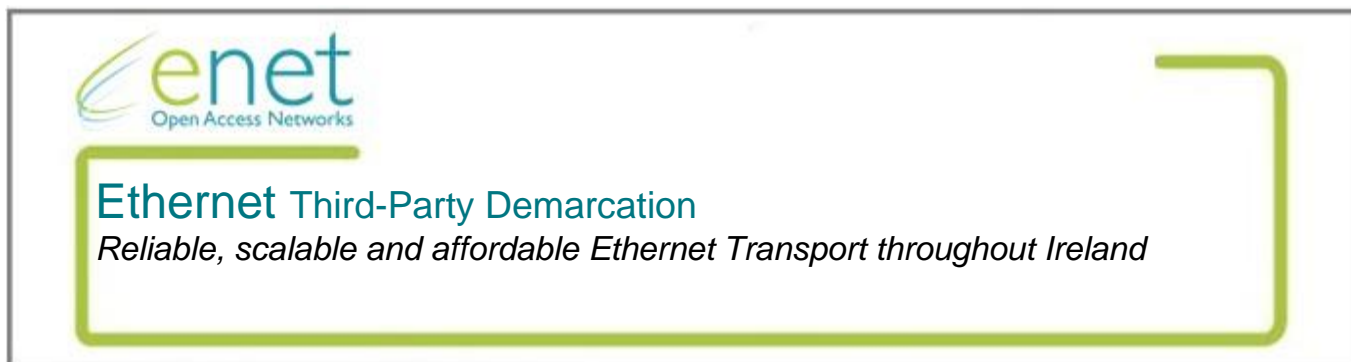 enet
Open Access Networks
Ethernet Third-Party Demarcation
Reliable, scalable and affordable Ethernet Transport throughout Ireland